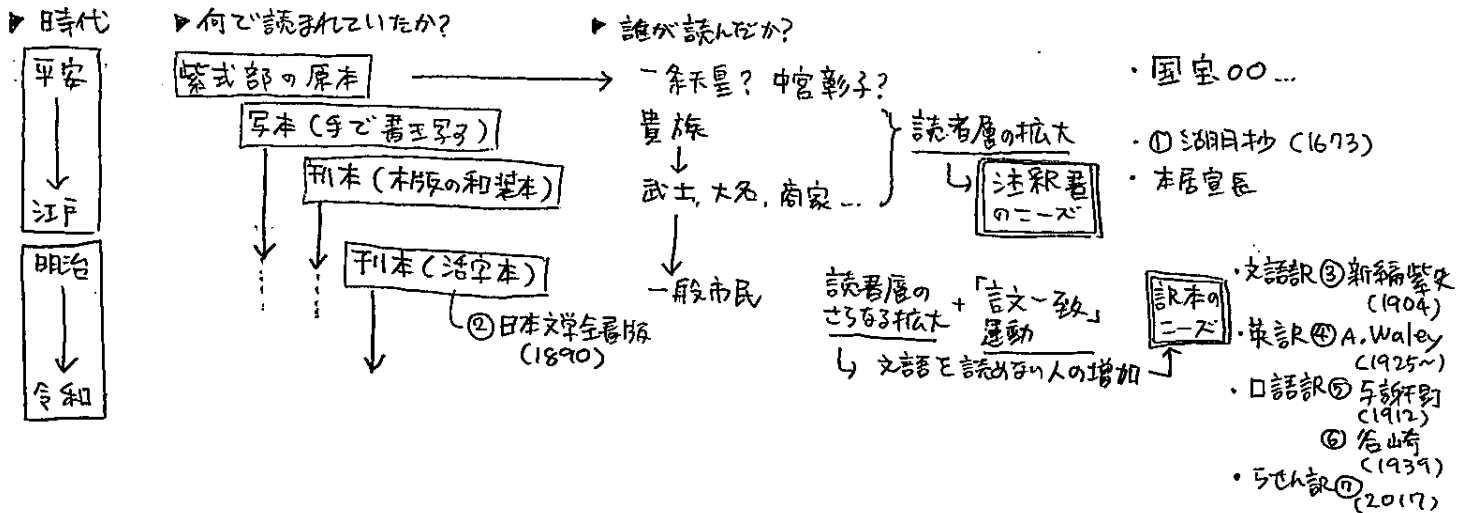 ▶時代
▶何で読まれていたか?
▶誰が読んだか?
平安
江戸
明治
令和
紫式部の原本
写本(手で書き写す)
刊本(木版の和装本)
刊本(活字本)
②日本文学全書版
(1890)
一条天皇? 中宮彰子?
貴族
武士, 大名, 商家...
一般市民
読者層の拡大
注釈書
のニーズ
読者層の
さらなる拡大
+
「言文一致」
運動
文語を読めない人の増加
訳本の
ニーズ
・国宝〇〇...
・①湖月抄 (1673)
・本居宣長
・文語訳③新編紫史
(1904)
・英訳④A.Waley
(1925~)
・口語訳⑤与謝野
(1912)
⑥谷崎
(1939)
・らせん訳⑦
(2017)